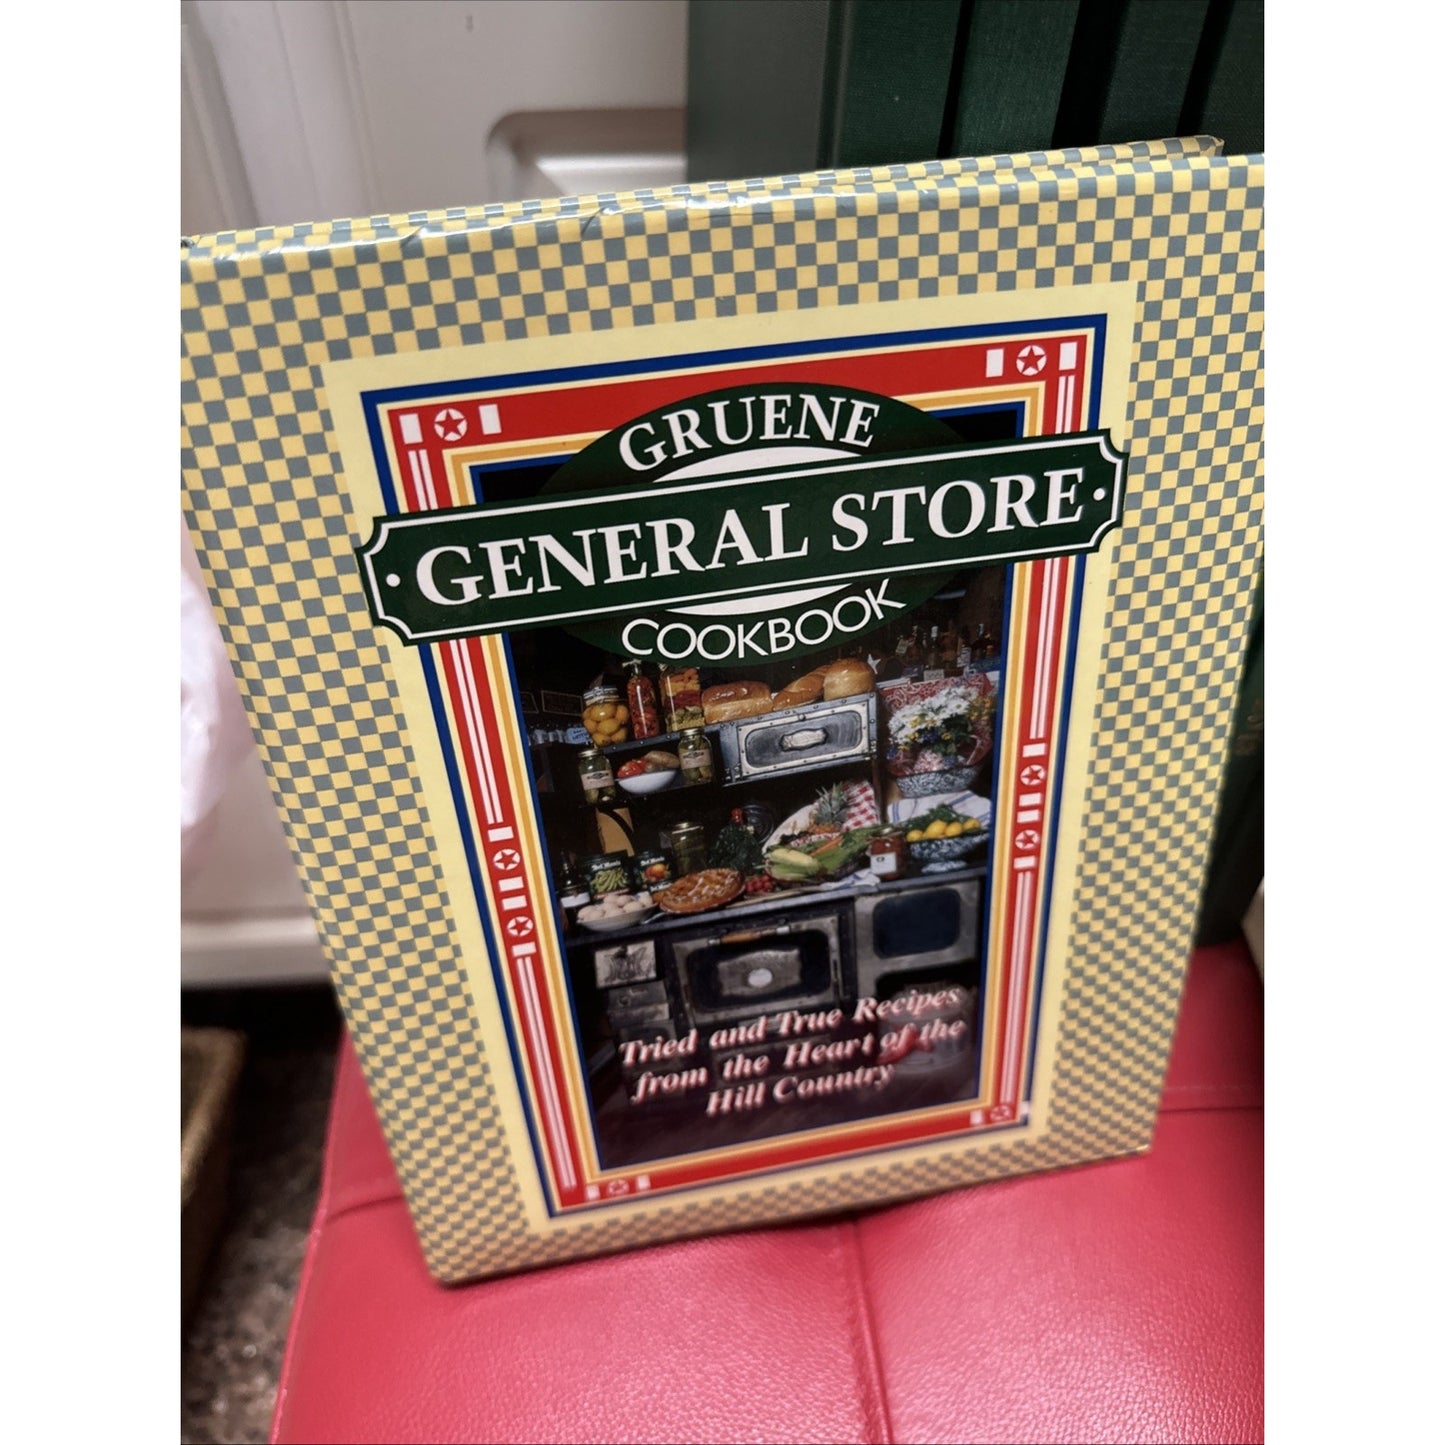 GRUENE
·GENERAL STORE·
COOKBOOK
Tried and True Recipes
from the Heart of the
Hill Country